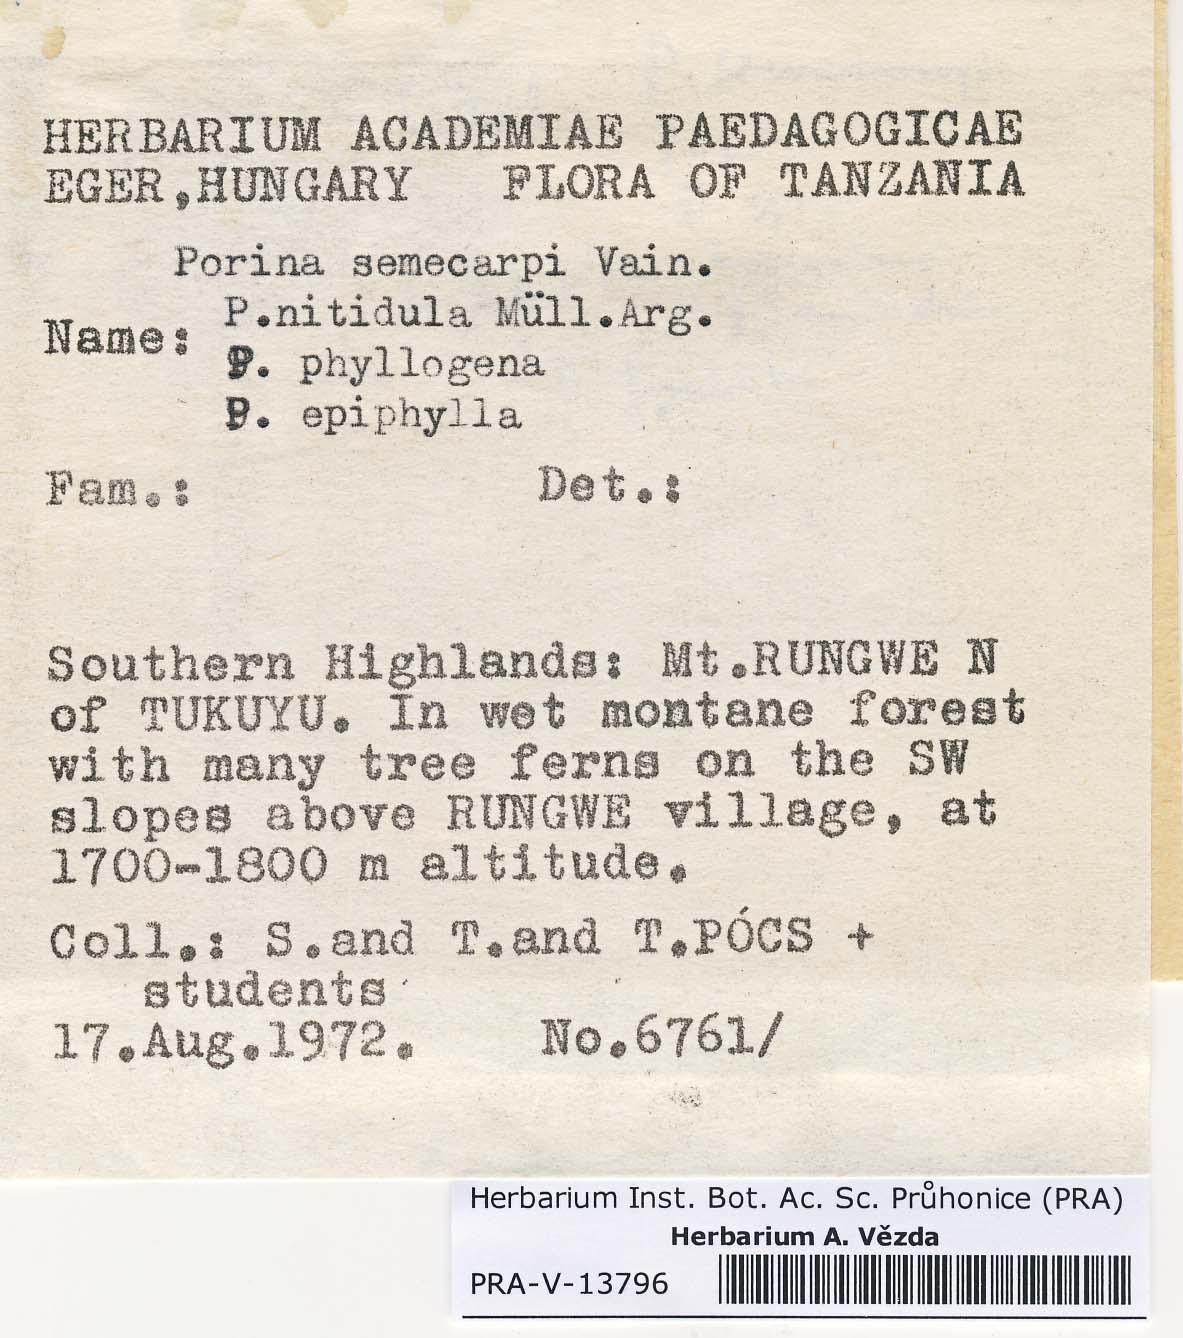 HERBARIUM ACADEMIAE PAEDAGOGICAE
EGER,HUNGARY FLORA OF TANZANIA
Porina semecarpi Vain.
P.nitidula Müll.Arg.
Name:
P. phyllogena
P. epiphylla
Fam.: Det.:
Southern Highlands: Mt.RUNGWE N
of TUKUYU. In wet montane forest
with many tree ferns on the SW
slopes above RUNGWE village, at
1700-1800 m altitude.
Coll.: S.and T.and T.PÓCS +
students
17.Aug.1972. No.6761/
Herbarium Inst. Bot. Ac. Sc. Průhonice (PRA)
Herbarium A. Vězda
PRA-V-13796